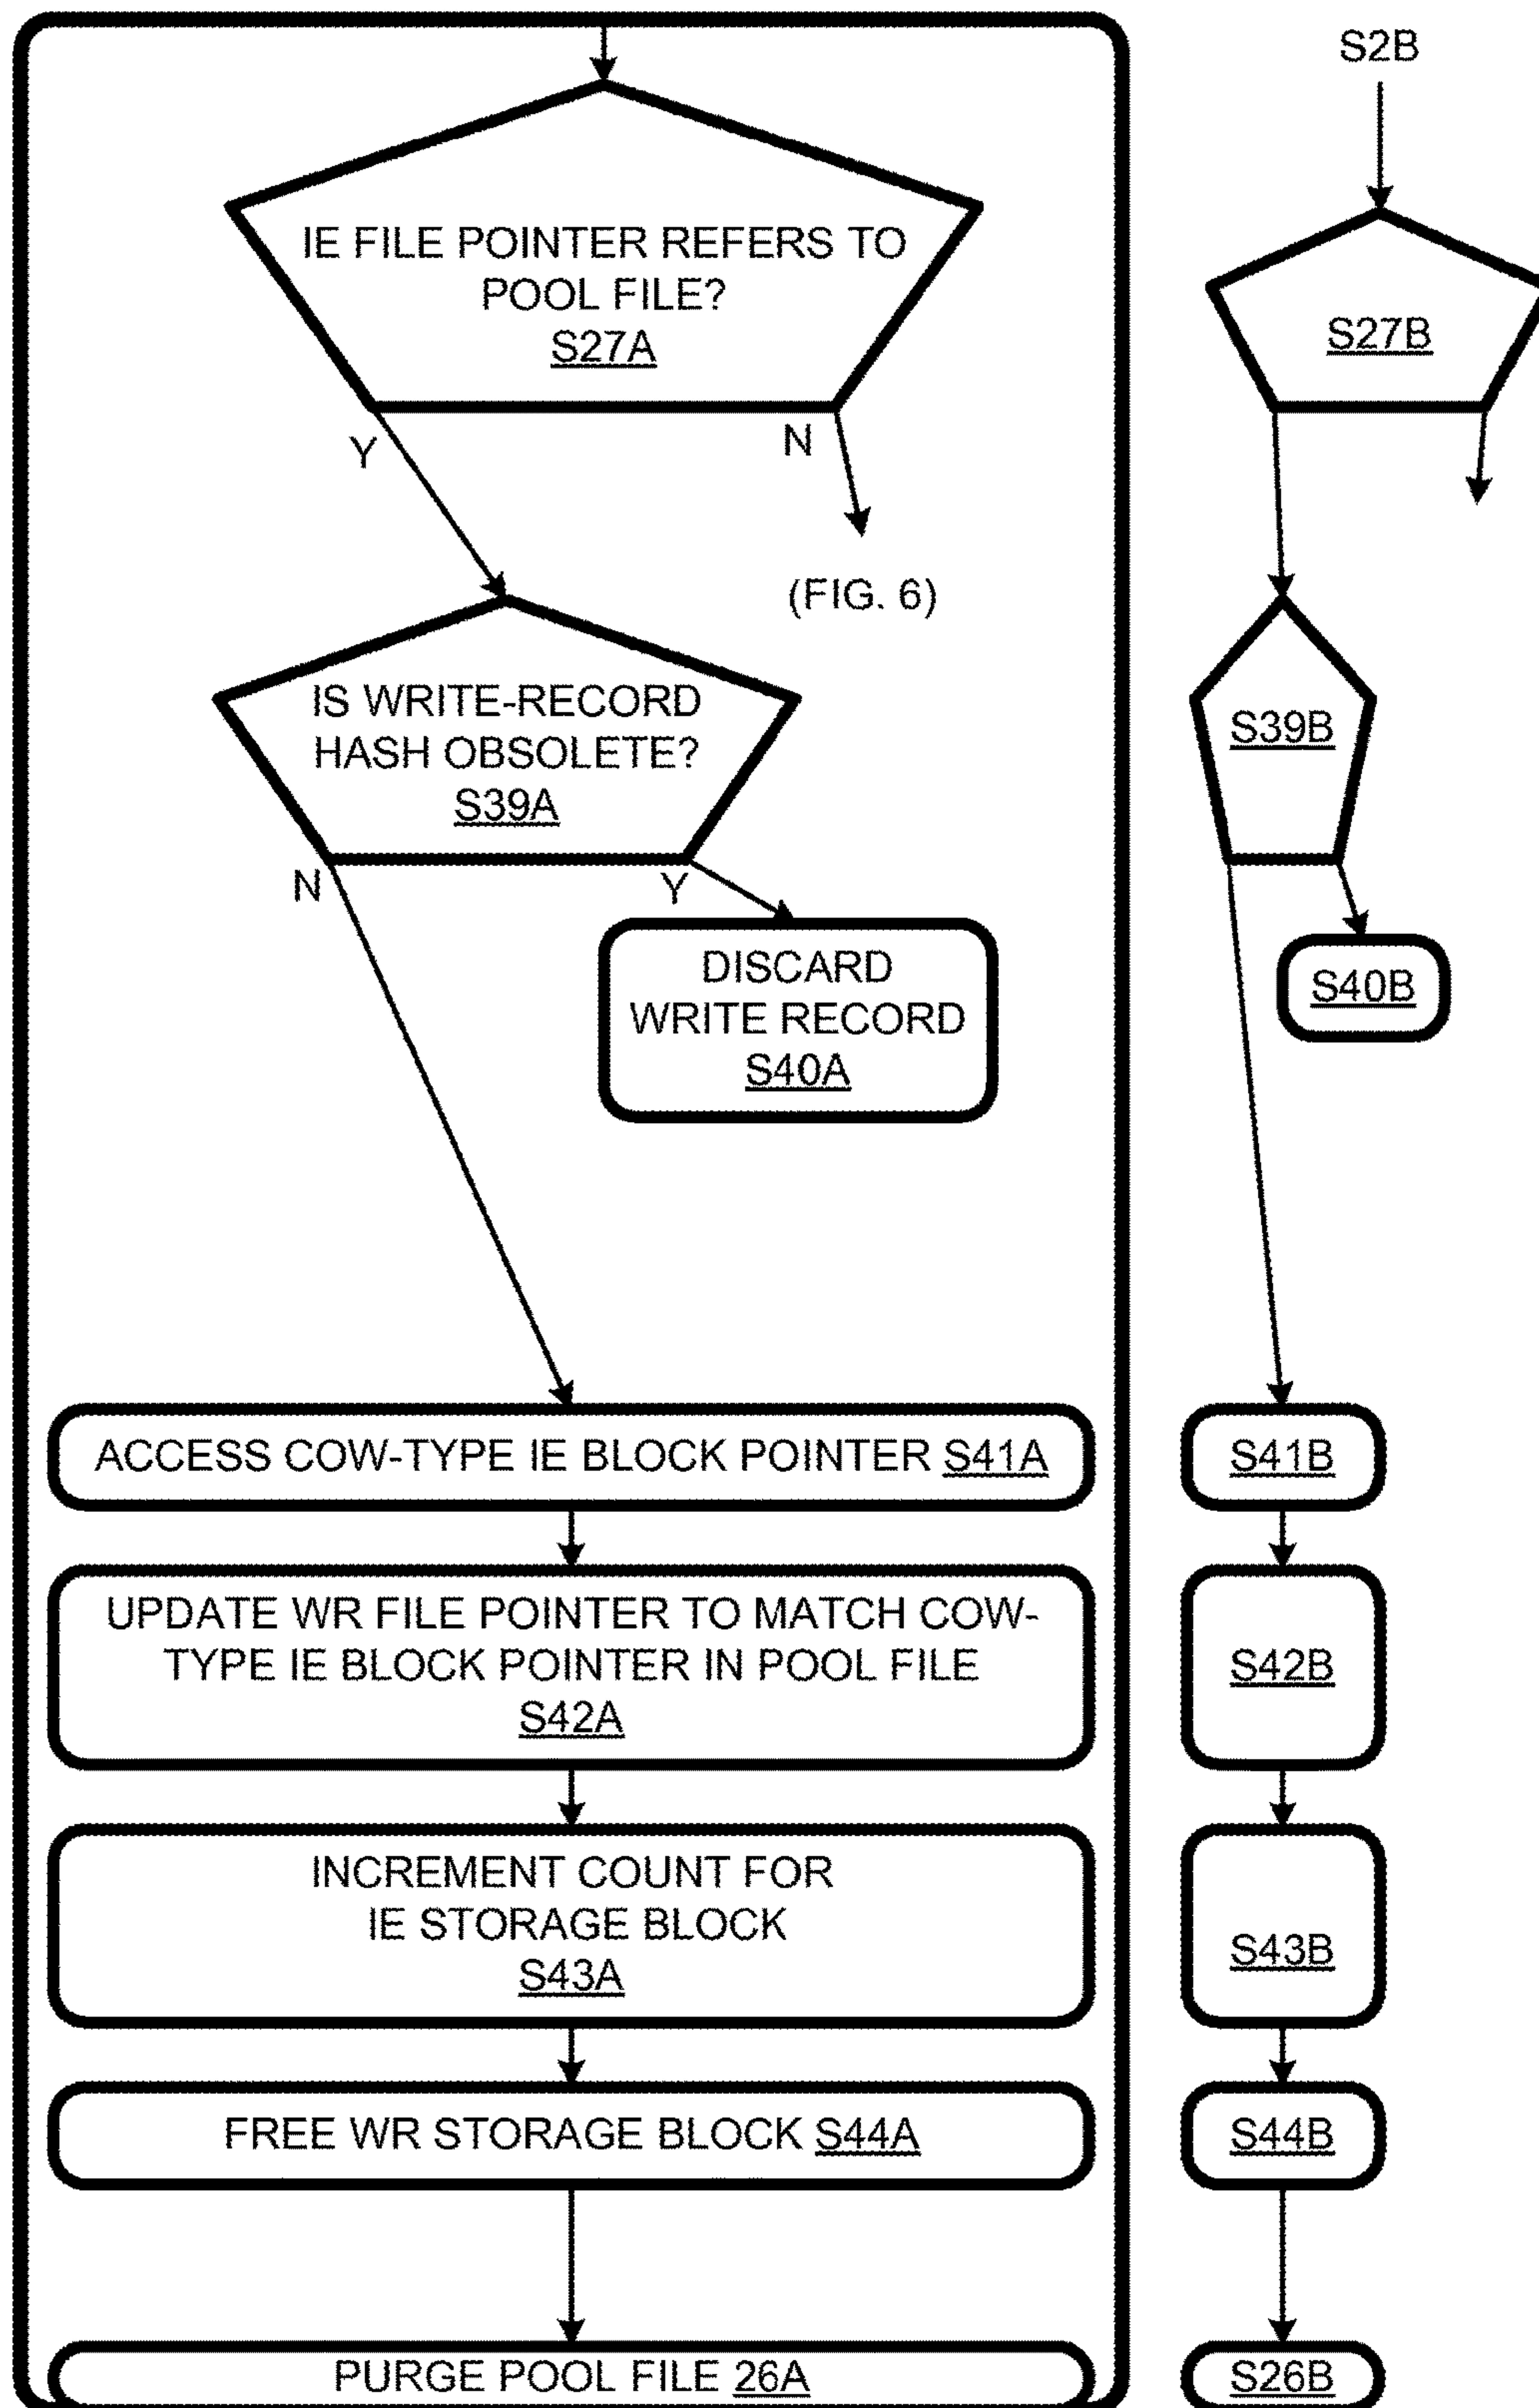 S2B
IE FILE POINTER REFERS TO
POOL FILE?
S27A
S27B
Y
N
(FIG. 6)
IS WRITE-RECORD
HASH OBSOLETE?
S39A
S39B
N
Y
DISCARD
WRITE RECORD
S40A
S40B
ACCESS COW-TYPE IE BLOCK POINTER S41A
S41B
UPDATE WR FILE POINTER TO MATCH COW-
TYPE IE BLOCK POINTER IN POOL FILE
S42A
S42B
INCREMENT COUNT FOR
IE STORAGE BLOCK
S43A
S43B
FREE WR STORAGE BLOCK S44A
S44B
PURGE POOL FILE 26A
S26B